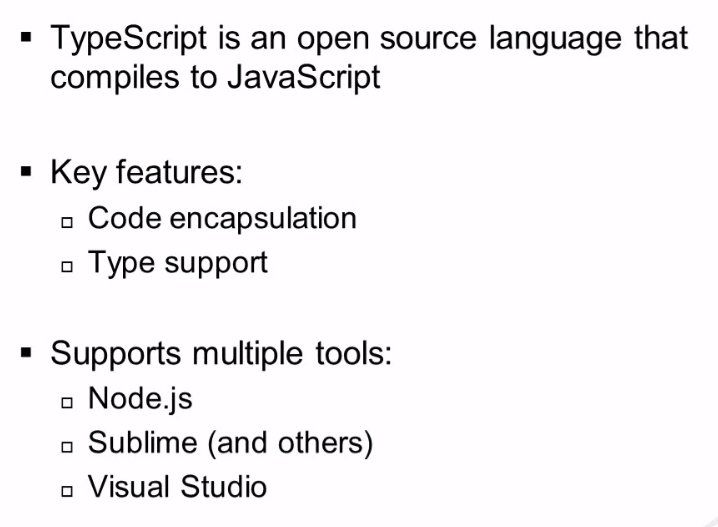 ▪ TypeScript is an open source language that
compiles to JavaScript
▪ Key features:
▫ Code encapsulation
▫ Type support
▪ Supports multiple tools:
▫ Node.js
▫ Sublime (and others)
▫ Visual Studio